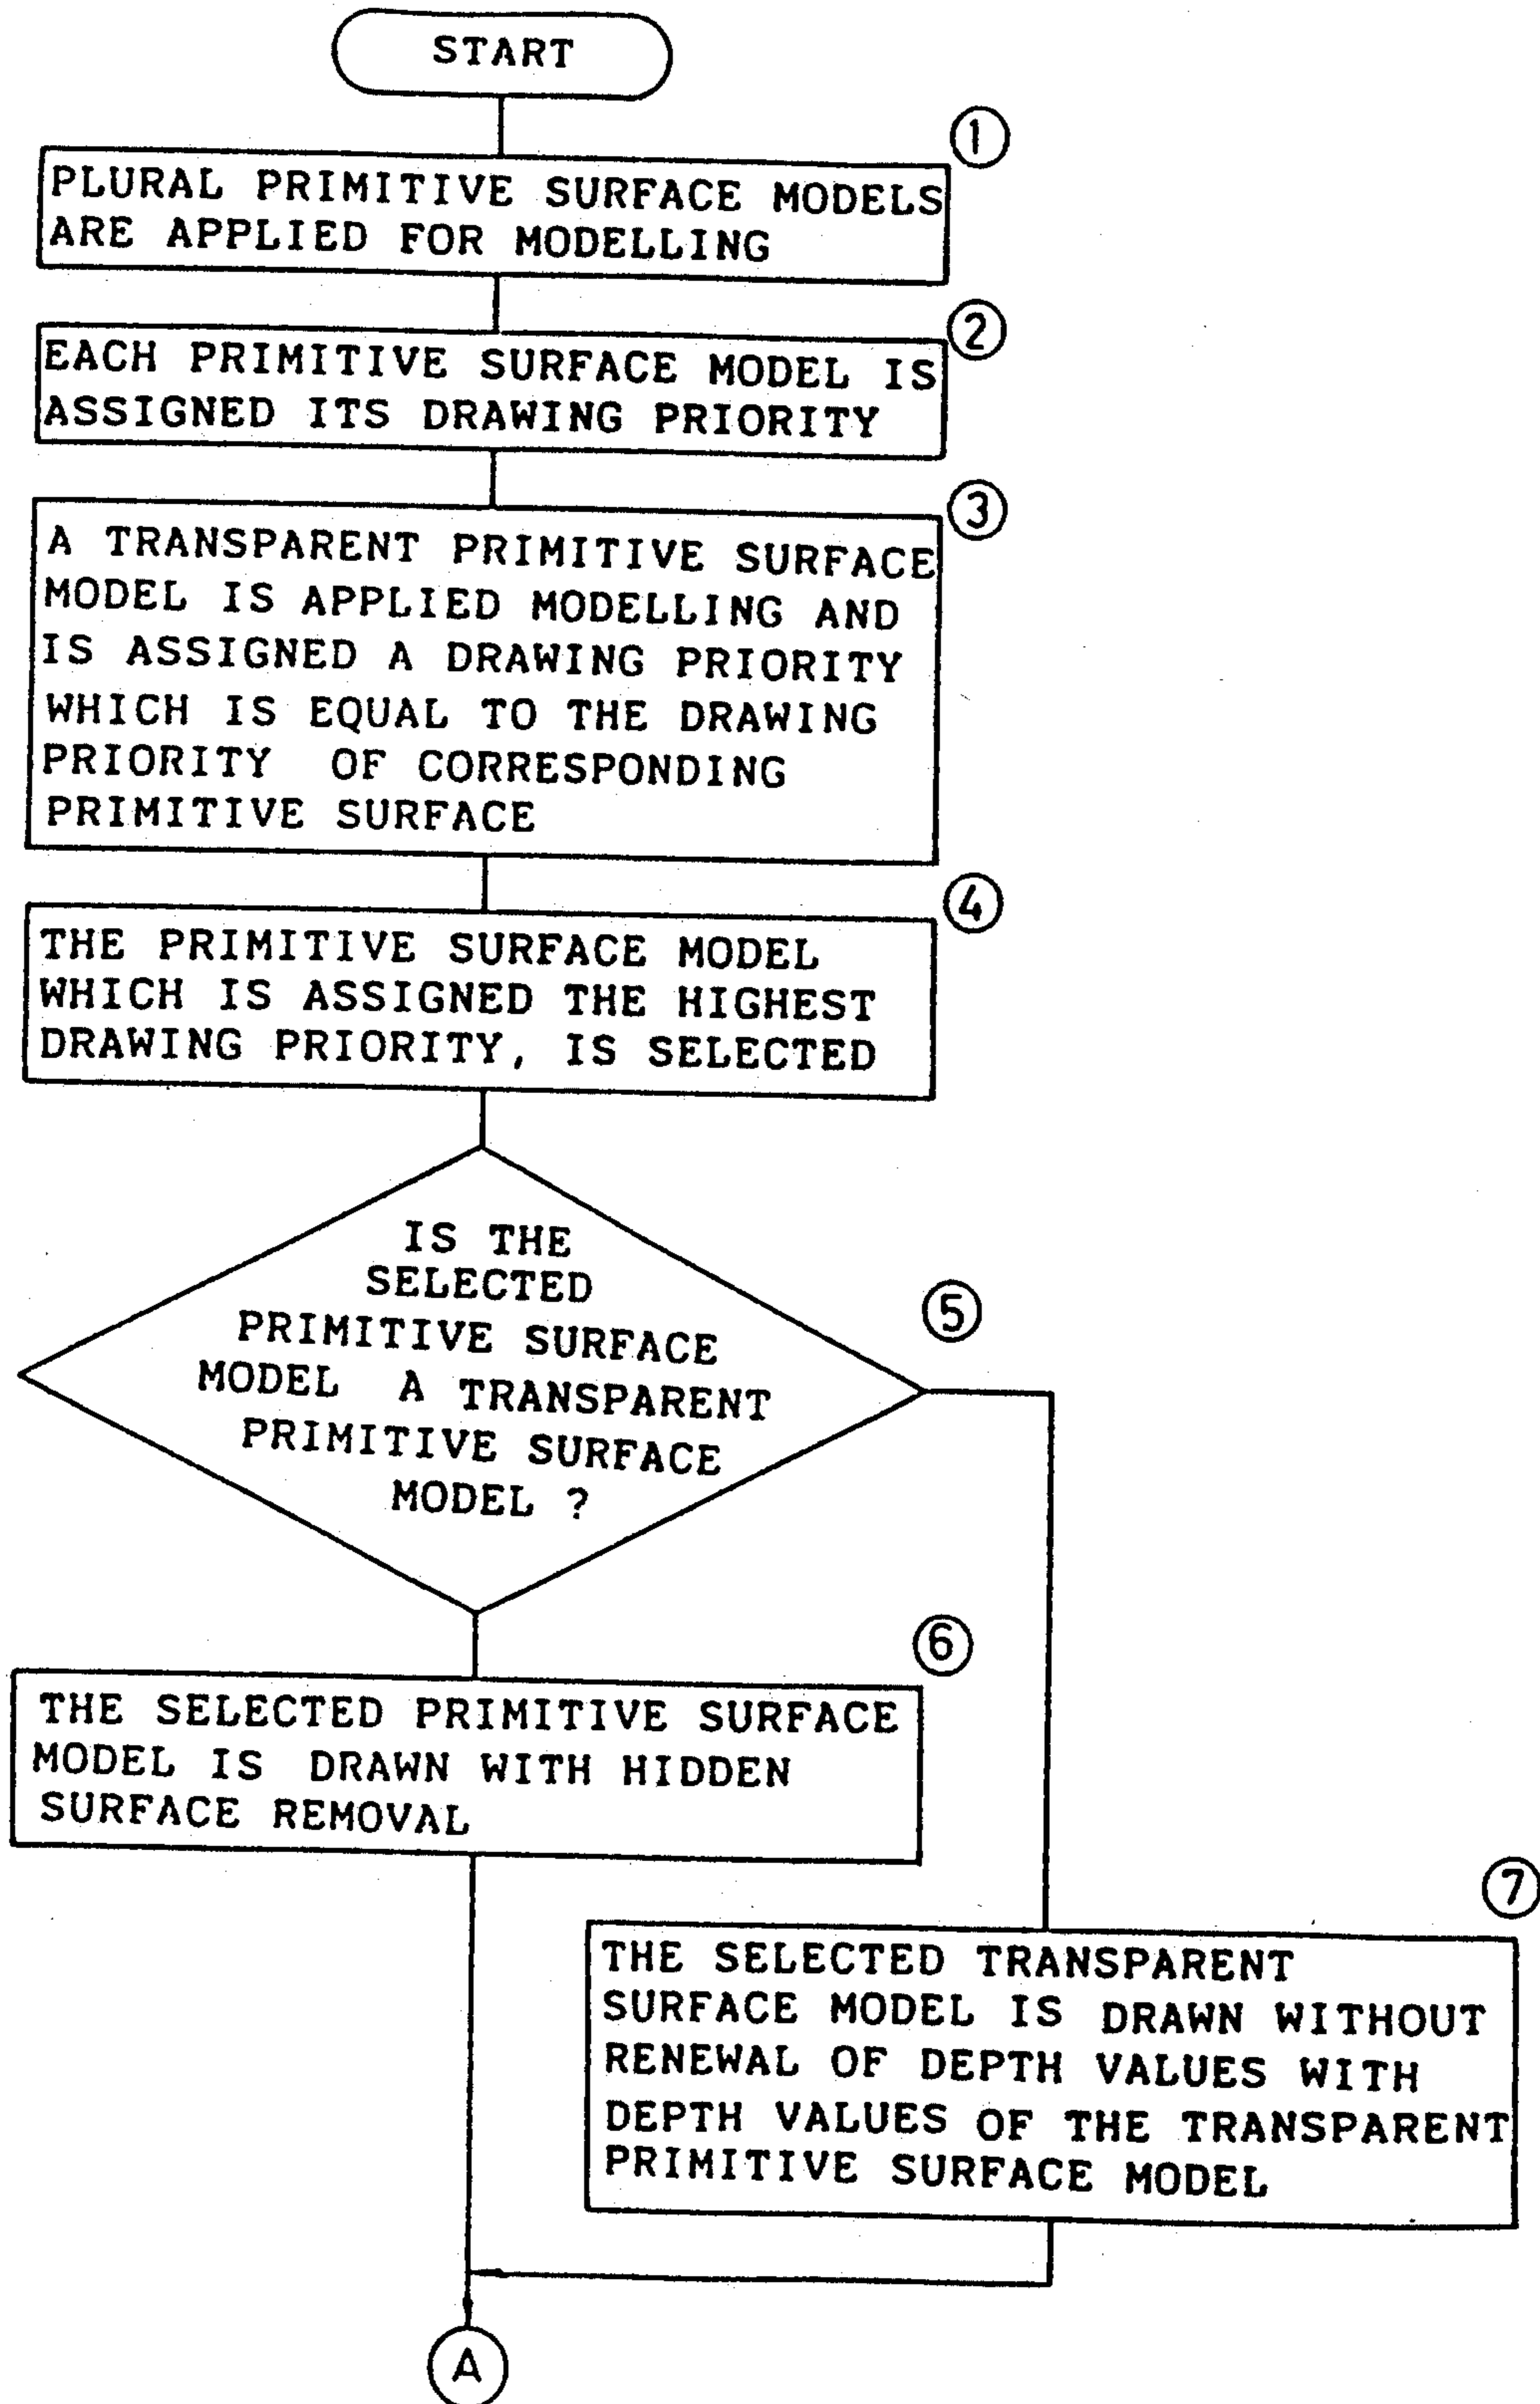 START
①
PLURAL PRIMITIVE SURFACE MODELS
ARE APPLIED FOR MODELLING
②
EACH PRIMITIVE SURFACE MODEL IS
ASSIGNED ITS DRAWING PRIORITY
③
A TRANSPARENT PRIMITIVE SURFACE
MODEL IS APPLIED MODELLING AND
IS ASSIGNED A DRAWING PRIORITY
WHICH IS EQUAL TO THE DRAWING
PRIORITY OF CORRESPONDING
PRIMITIVE SURFACE
④
THE PRIMITIVE SURFACE MODEL
WHICH IS ASSIGNED THE HIGHEST
DRAWING PRIORITY, IS SELECTED
⑤
IS THE
SELECTED
PRIMITIVE SURFACE
MODEL A TRANSPARENT
PRIMITIVE SURFACE
MODEL ?
⑥
THE SELECTED PRIMITIVE SURFACE
MODEL IS DRAWN WITH HIDDEN
SURFACE REMOVAL
⑦
THE SELECTED TRANSPARENT
SURFACE MODEL IS DRAWN WITHOUT
RENEWAL OF DEPTH VALUES WITH
DEPTH VALUES OF THE TRANSPARENT
PRIMITIVE SURFACE MODEL
A